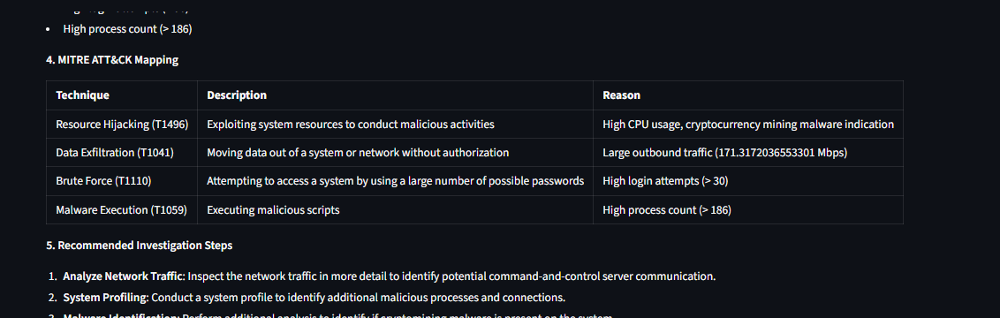 • High process count (> 186)
4. MITRE ATT&CK Mapping
Technique Description Reason
Resource Hijacking (T1496) Exploiting system resources to conduct malicious activities High CPU usage, cryptocurrency mining malware indication
Data Exfiltration (T1041) Moving data out of a system or network without authorization Large outbound traffic (171.3172036553301 Mbps)
Brute Force (T1110) Attempting to access a system by using a large number of possible passwords High login attempts (> 30)
Malware Execution (T1059) Executing malicious scripts High process count (> 186)
5. Recommended Investigation Steps
1. Analyze Network Traffic: Inspect the network traffic in more detail to identify potential command-and-control server communication.
2. System Profiling: Conduct a system profile to identify additional malicious processes and connections.
3. Malware Identification: Perform additional analysis to identify if cryptomining malware is present on the system.